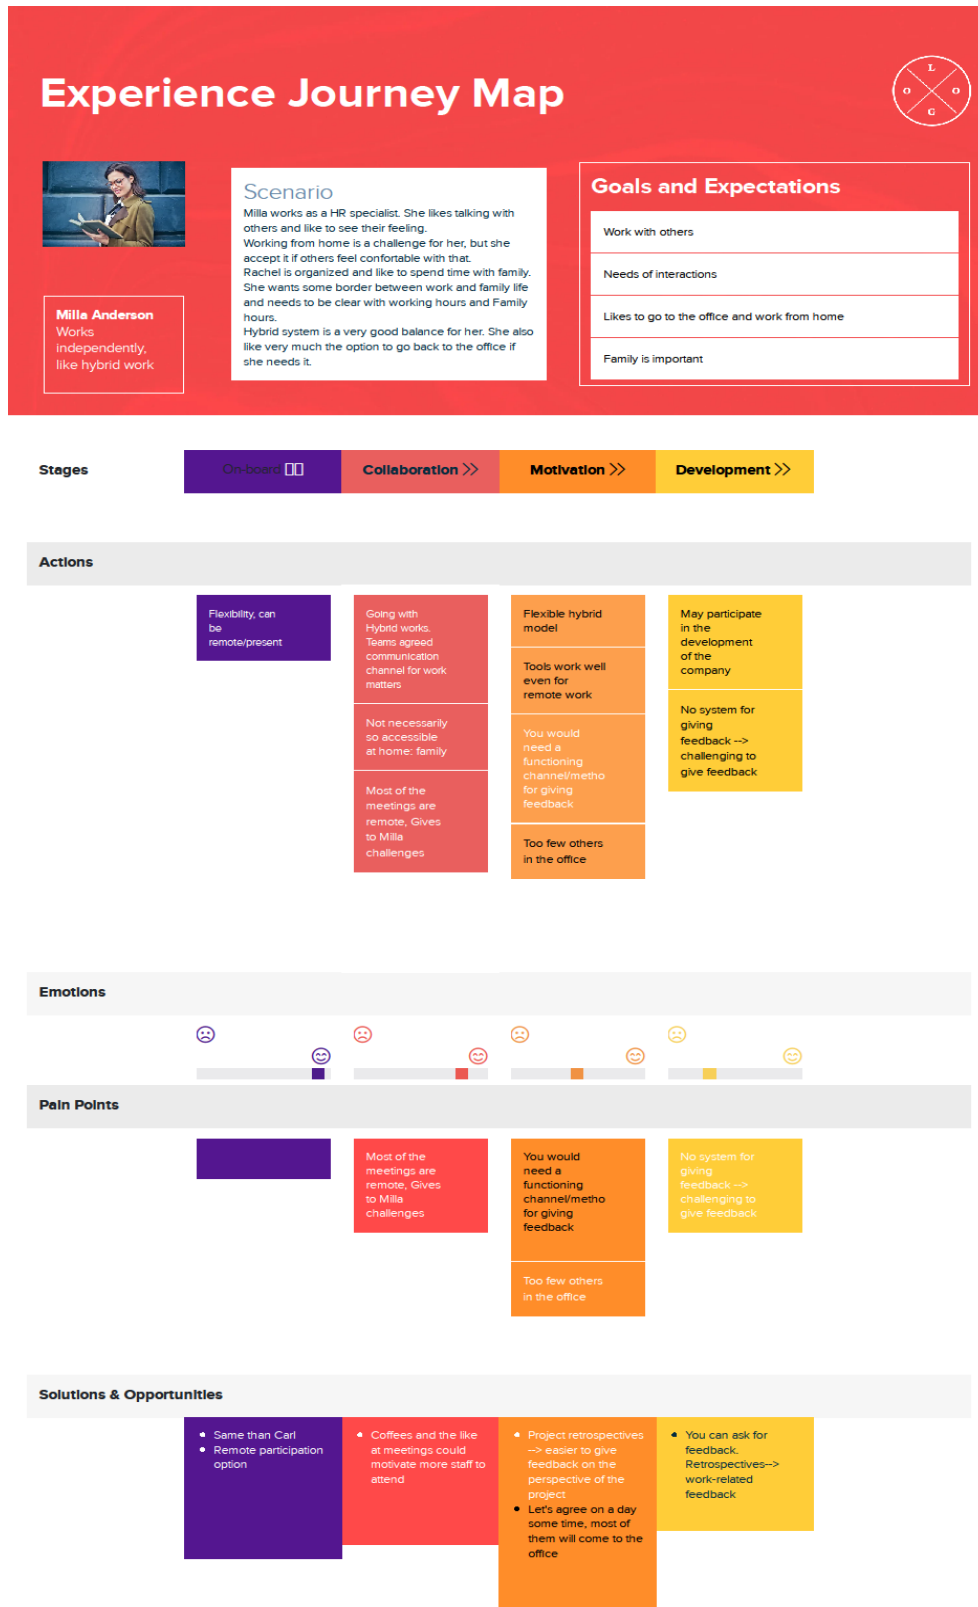 Experience Journey Map
L
O O
G
Scenario
Milla works as a HR specialist. She likes talking with
others and like to see their feeling.
Working from home is a challenge for her, but she
accept it if others feel confortable with that.
Rachel is organized and like to spend time with family.
She wants some border between work and family life
and needs to be clear with working hours and Family
hours.
Hybrid system is a very good balance for her. She also
like very much the option to go back to the office if
she needs it.
Goals and Expectations
Work with others
Needs of interactions
Likes to go to the office and work from home
Family is important
Milla Anderson
Works
independently,
like hybrid work
Stages
On-board
Collaboration >>
Motivation >>
Development >>
Actions
Flexibility, can
be
remote/present
Going with
Hybrid works.
Teams agreed
communication
channel for work
matters
Not necessarily
so accessible
at home: family
Most of the
meetings are
remote, Gives
to Milla
challenges
Flexible hybrid
model
Tools work well
even for
remote work
You would
need a
functioning
channel/metho
for giving
feedback
Too few others
in the office
May participate
in the
development
of the
company
No system for
giving
feedback -->
challenging to
give feedback
Emotions
Pain Points
Most of the
meetings are
remote, Gives
to Milla
challenges
You would
need a
functioning
channel/metho
for giving
feedback
Too few others
in the office
No system for
giving
feedback -->
challenging to
give feedback
Solutions & Opportunities
• Same than Carl
• Remote participation
option
• Coffees and the like
at meetings could
motivate more staff to
attend
• Project retrospectives
--> easier to give
feedback on the
perspective of the
project
• Let's agree on a day
some time, most of
them will come to the
office
• You can ask for
feedback.
Retrospectives-->
work-related
feedback